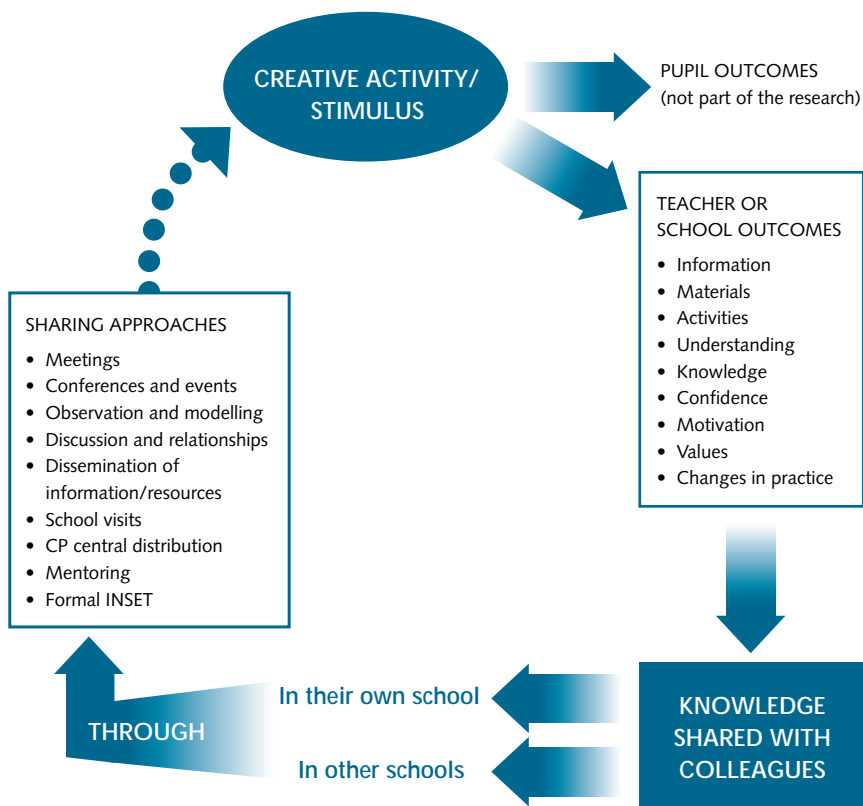 CREATIVE ACTIVITY/
STIMULUS
PUPIL OUTCOMES
(not part of the research)
TEACHER OR
SCHOOL OUTCOMES
• Information
• Materials
• Activities
• Understanding
• Knowledge
• Confidence
• Motivation
• Values
• Changes in practice
KNOWLEDGE
SHARED WITH
COLLEAGUES
In their own school
In other schools
THROUGH
SHARING APPROACHES
• Meetings
• Conferences and events
• Observation and modelling
• Discussion and relationships
• Dissemination of
information/resources
• School visits
• CP central distribution
• Mentoring
• Formal INSET